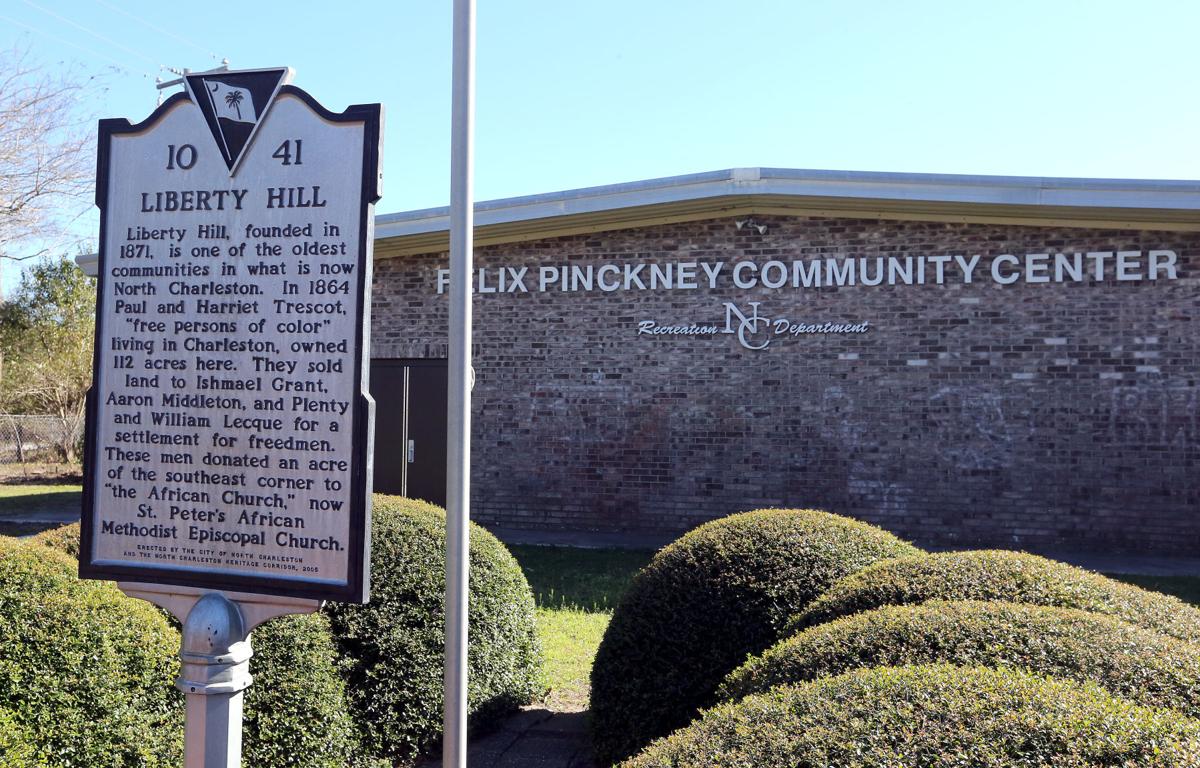 10 41
LIBERTY HILL
Liberty Hill, founded in
1871, is one of the oldest
communities in what is now
North Charleston. In 1864
Paul and Harriet Trescot,
"free persons of color"
living in Charleston, owned
112 acres here. They sold
land to Ishmael Grant,
Aaron Middleton, and Plenty
and William Lecque for a
settlement for freedmen.
These men donated an acre
of the southeast corner to
"the African Church," now
St. Peter's African
Methodist Episcopal Church.
ERECTED BY THE CITY OF NORTH CHARLESTON
AND THE NORTH CHARLESTON HERITAGE CORRIDOR, 2005
FELIX PINCKNEY COMMUNITY CENTER
Recreation NC Department